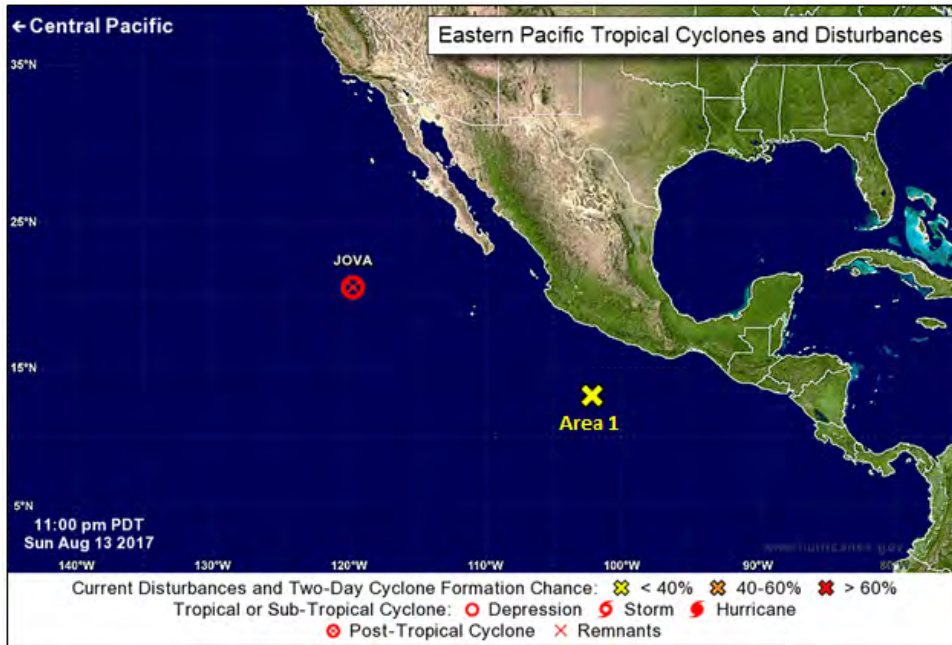 ← Central Pacific
Eastern Pacific Tropical Cyclones and Disturbances
35°N
25°N
JOVA
15°N
Area 1
5°N
11:00 pm PDT
Sun Aug 13 2017
www.hurricanes.gov
140°W 130°W 120°W 110°W 100°W 90°W 80°W
Current Disturbances and Two-Day Cyclone Formation Chance: < 40% 40-60% > 60%
Tropical or Sub-Tropical Cyclone: Depression Storm Hurricane
Post-Tropical Cyclone Remnants